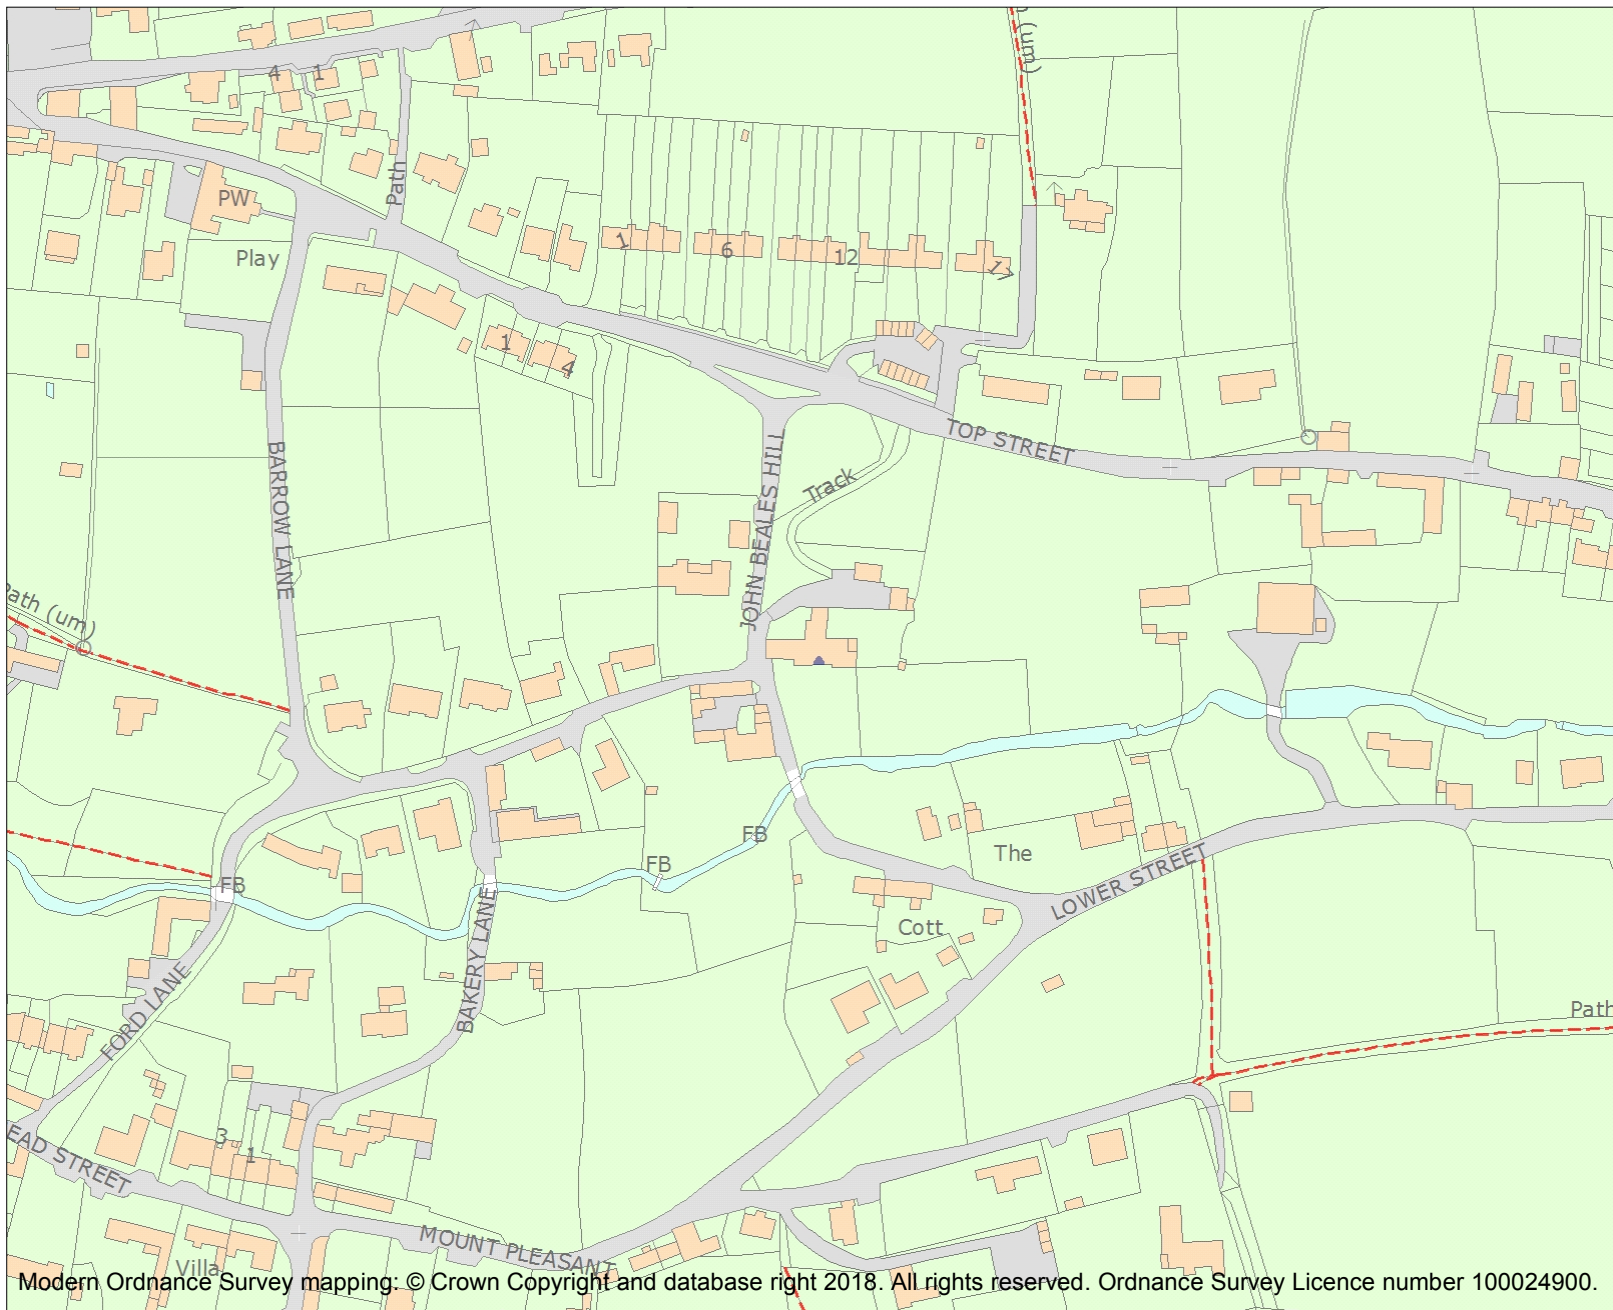 (um)
4
1
Path
PW
1
6
12
17
Play
1
4
TOP STREET
BARROW LANE
JOHN BEALES HILL
Track
Path (um)
FB
FB
The
FB
LOWER STREET
Cott
BAKERY LANE
FORD LANE
Path
3
1
EAD STREET
MOUNT PLEASANT
Villa
Modern Ordnance Survey mapping: © Crown Copyright and database right 2018. All rights reserved. Ordnance Survey Licence number 100024900.